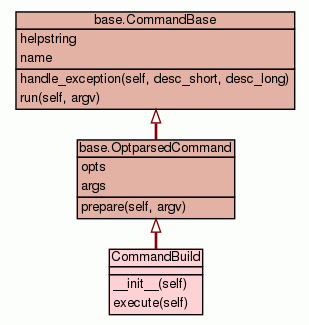 base.CommandBase
helpstring
name
handle_exception(self, desc_short, desc_long)
run(self, argv)
base.OptparsedCommand
opts
args
prepare(self, argv)
CommandBuild
__init__(self)
execute(self)